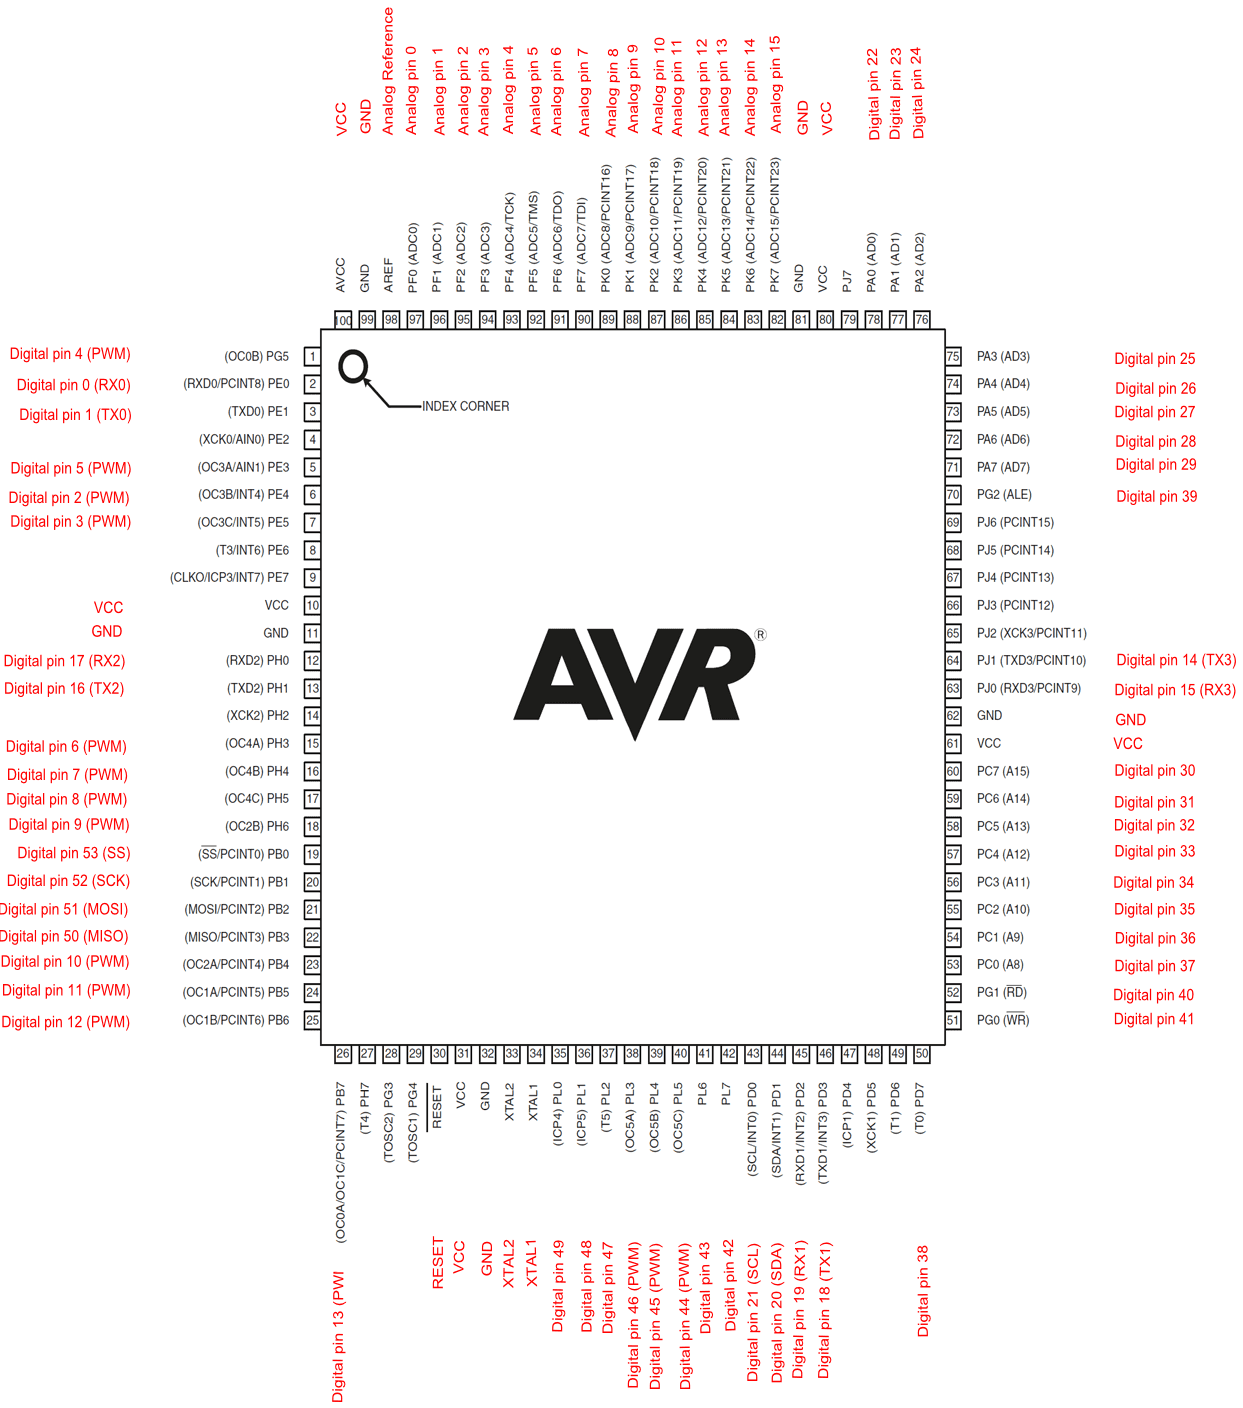 VCC
GND
Analog Reference
Analog pin 0
Analog pin 1
Analog pin 2
Analog pin 3
Analog pin 4
Analog pin 5
Analog pin 6
Analog pin 7
Analog pin 8
Analog pin 9
Analog pin 10
Analog pin 11
Analog pin 12
Analog pin 13
Analog pin 14
Analog pin 15
GND
VCC
Digital pin 22
Digital pin 23
Digital pin 24
AVCC
GND
AREF
PF0 (ADC0)
PF1 (ADC1)
PF2 (ADC2)
PF3 (ADC3)
PF4 (ADC4/TCK)
PF5 (ADC5/TMS)
PF6 (ADC6/TDO)
PF7 (ADC7/TDI)
PK0 (ADC8/PCINT16)
PK1 (ADC9/PCINT17)
PK2 (ADC10/PCINT18)
PK3 (ADC11/PCINT19)
PK4 (ADC12/PCINT20)
PK5 (ADC13/PCINT21)
PK6 (ADC14/PCINT22)
PK7 (ADC15/PCINT23)
GND
VCC
PJ7
PA0 (AD0)
PA1 (AD1)
PA2 (AD2)
100 99 98 97 96 95 94 93 92 91 90 89 88 87 86 85 84 83 82 81 80 79 78 77 76
Digital pin 4 (PWM) (OC0B) PG5 1 75 PA3 (AD3) Digital pin 25
Digital pin 0 (RX0) (RXD0/PCINT8) PE0 2 74 PA4 (AD4) Digital pin 26
Digital pin 1 (TX0) (TXD0) PE1 3 INDEX CORNER 73 PA5 (AD5) Digital pin 27
(XCK0/AIN0) PE2 4 72 PA6 (AD6) Digital pin 28
Digital pin 5 (PWM) (OC3A/AIN1) PE3 5 71 PA7 (AD7) Digital pin 29
Digital pin 2 (PWM) (OC3B/INT4) PE4 6 70 PG2 (ALE) Digital pin 39
Digital pin 3 (PWM) (OC3C/INT5) PE5 7 69 PJ6 (PCINT15)
(T3/INT6) PE6 8 68 PJ5 (PCINT14)
(CLKO/ICP3/INT7) PE7 9 67 PJ4 (PCINT13)
VCC VCC 10 66 PJ3 (PCINT12)
GND GND 11 65 PJ2 (XCK3/PCINT11)
Digital pin 17 (RX2) (RXD2) PH0 12 64 PJ1 (TXD3/PCINT10) Digital pin 14 (TX3)
AVR®
Digital pin 16 (TX2) (TXD2) PH1 13 63 PJ0 (RXD3/PCINT9) Digital pin 15 (RX3)
(XCK2) PH2 14 62 GND GND
Digital pin 6 (PWM) (OC4A) PH3 15 61 VCC VCC
Digital pin 7 (PWM) (OC4B) PH4 16 60 PC7 (A15) Digital pin 30
Digital pin 8 (PWM) (OC4C) PH5 17 59 PC6 (A14) Digital pin 31
Digital pin 9 (PWM) (OC2B) PH6 18 58 PC5 (A13) Digital pin 32
Digital pin 53 (SS) (SS/PCINT0) PB0 19 57 PC4 (A12) Digital pin 33
Digital pin 52 (SCK) (SCK/PCINT1) PB1 20 56 PC3 (A11) Digital pin 34
Digital pin 51 (MOSI) (MOSI/PCINT2) PB2 21 55 PC2 (A10) Digital pin 35
Digital pin 50 (MISO) (MISO/PCINT3) PB3 22 54 PC1 (A9) Digital pin 36
Digital pin 10 (PWM) (OC2A/PCINT4) PB4 23 53 PC0 (A8) Digital pin 37
Digital pin 11 (PWM) (OC1A/PCINT5) PB5 24 52 PG1 (RD) Digital pin 40
Digital pin 12 (PWM) (OC1B/PCINT6) PB6 25 51 PG0 (WR) Digital pin 41
26 27 28 29 30 31 32 33 34 35 36 37 38 39 40 41 42 43 44 45 46 47 48 49 50
(OC0A/OC1C/PCINT7) PB7
(T4) PH7
(TOSC2) PG3
(TOSC1) PG4
RESET
VCC
GND
XTAL2
XTAL1
(ICP4) PL0
(ICP5) PL1
(T5) PL2
(OC5A) PL3
(OC5B) PL4
(OC5C) PL5
PL6
PL7
(SCL/INT0) PD0
(SDA/INT1) PD1
(RXD1/INT2) PD2
(TXD1/INT3) PD3
(ICP1) PD4
(XCK1) PD5
(T1) PD6
(T0) PD7
Digital pin 13 (PWI
RESET
VCC
GND
XTAL2
XTAL1
Digital pin 49
Digital pin 48
Digital pin 47
Digital pin 46 (PWM)
Digital pin 45 (PWM)
Digital pin 44 (PWM)
Digital pin 43
Digital pin 42
Digital pin 21 (SCL)
Digital pin 20 (SDA)
Digital pin 19 (RX1)
Digital pin 18 (TX1)
Digital pin 38